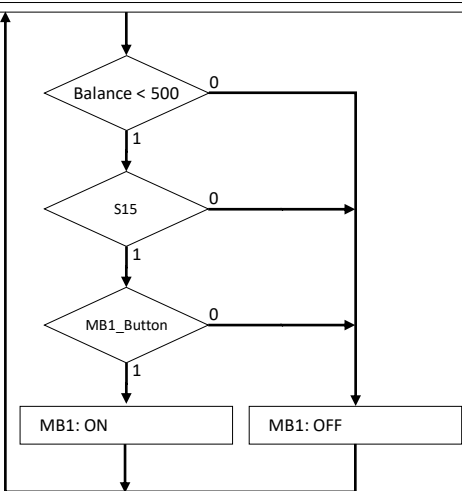 Balance < 500
0
1
S15
0
1
MB1_Button
0
1
MB1: ON
MB1: OFF